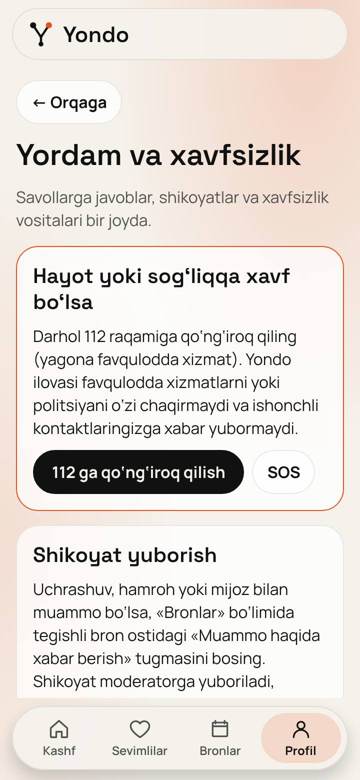 Yondo
← Orqaga
Yordam va xavfsizlik
Savollarga javoblar, shikoyatlar va xavfsizlik
vositalari bir joyda.
Hayot yoki sogʻliqqa xavf
boʻlsa
Darhol 112 raqamiga qoʻngʻiroq qiling
(yagona favqulodda xizmat). Yondo
ilovasi favqulodda xizmatlarni yoki
politsiyani oʻzi chaqirmaydi va ishonchli
kontaktlaringizga xabar yubormaydi.
112 ga qoʻngʻiroq qilish
SOS
Shikoyat yuborish
Uchrashuv, hamroh yoki mijoz bilan
muammo boʻlsa, «Bronlar» boʻlimida
tegishli bron ostidagi «Muammo haqida
xabar berish» tugmasini bosing.
Shikoyat moderatorga yuboriladi,
Kashf
Sevimlilar
Bronlar
Profil